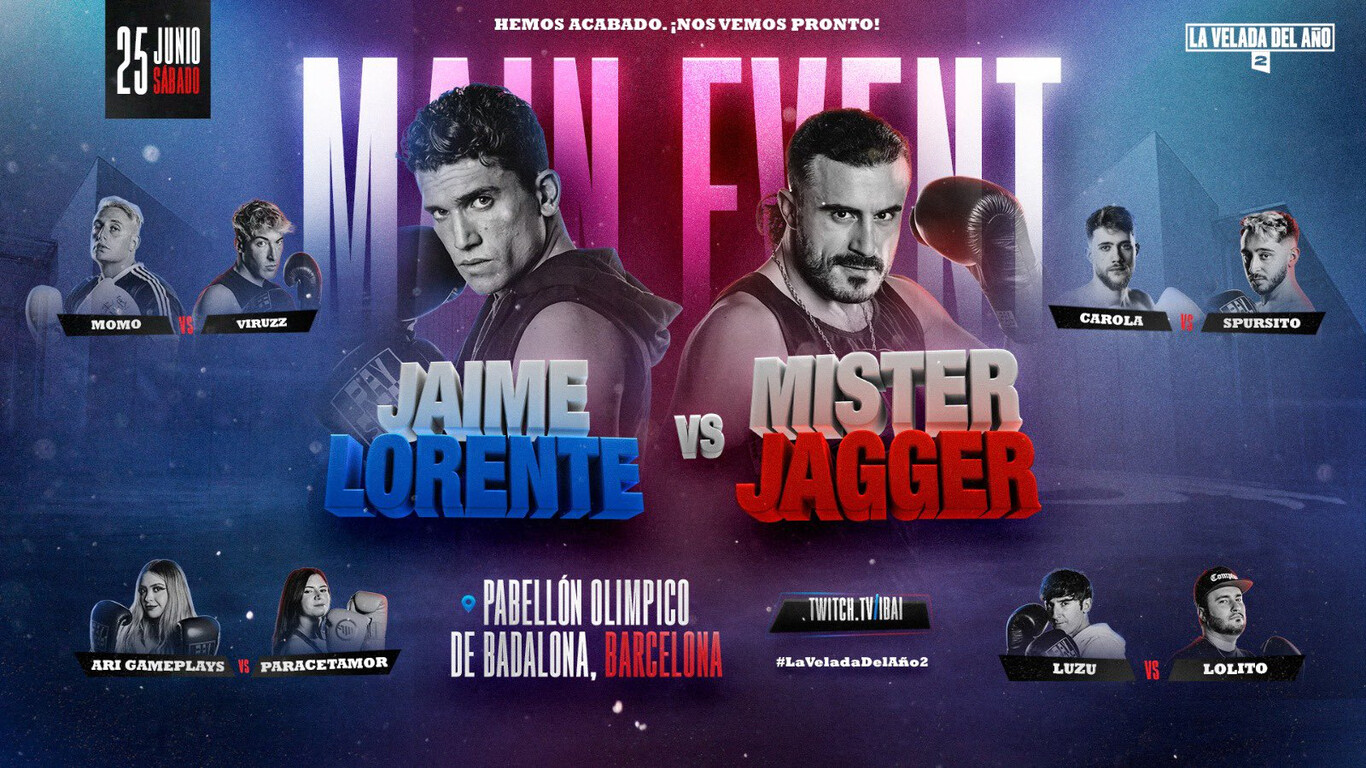 HEMOS ACABADO. ¡NOS VEMOS PRONTO!
25 JUNIO
SÁBADO
LA VELADA DEL AÑO
2
MAIN EVENT
MOMO
VS
VIRUZZ
CAROLA
VS
SPURSITO
JAIME
LORENTE
VS
MISTER
JAGGER
ARI GAMEPLAYS
VS
PARACETAMOR
PABELLÓN OLIMPICO
DE BADALONA, BARCELONA
.TWITCH.TV/IBAI
#LaVeladaDelAño2
LUZU
VS
LOLITO